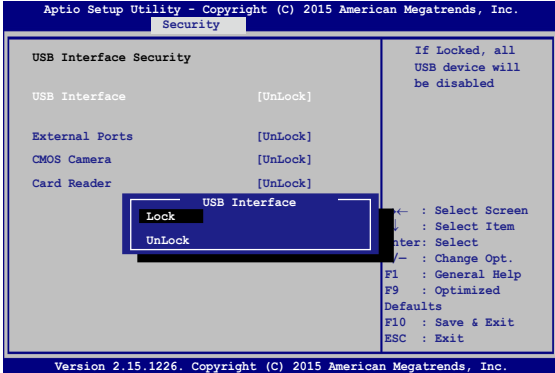 Aptio Setup Utility - Copyright (C) 2015 American Megatrends, Inc.
Security
USB Interface Security
USB Interface [UnLock]
External Ports [UnLock]
CMOS Camera [UnLock]
Card Reader [UnLock]
USB Interface
Lock
UnLock
If Locked, all
USB device will
be disabled
← : Select Screen
↓ : Select Item
nter: Select
/— : Change Opt.
F1 : General Help
F9 : Optimized
Defaults
F10 : Save & Exit
ESC : Exit
Version 2.15.1226. Copyright (C) 2015 American Megatrends, Inc.